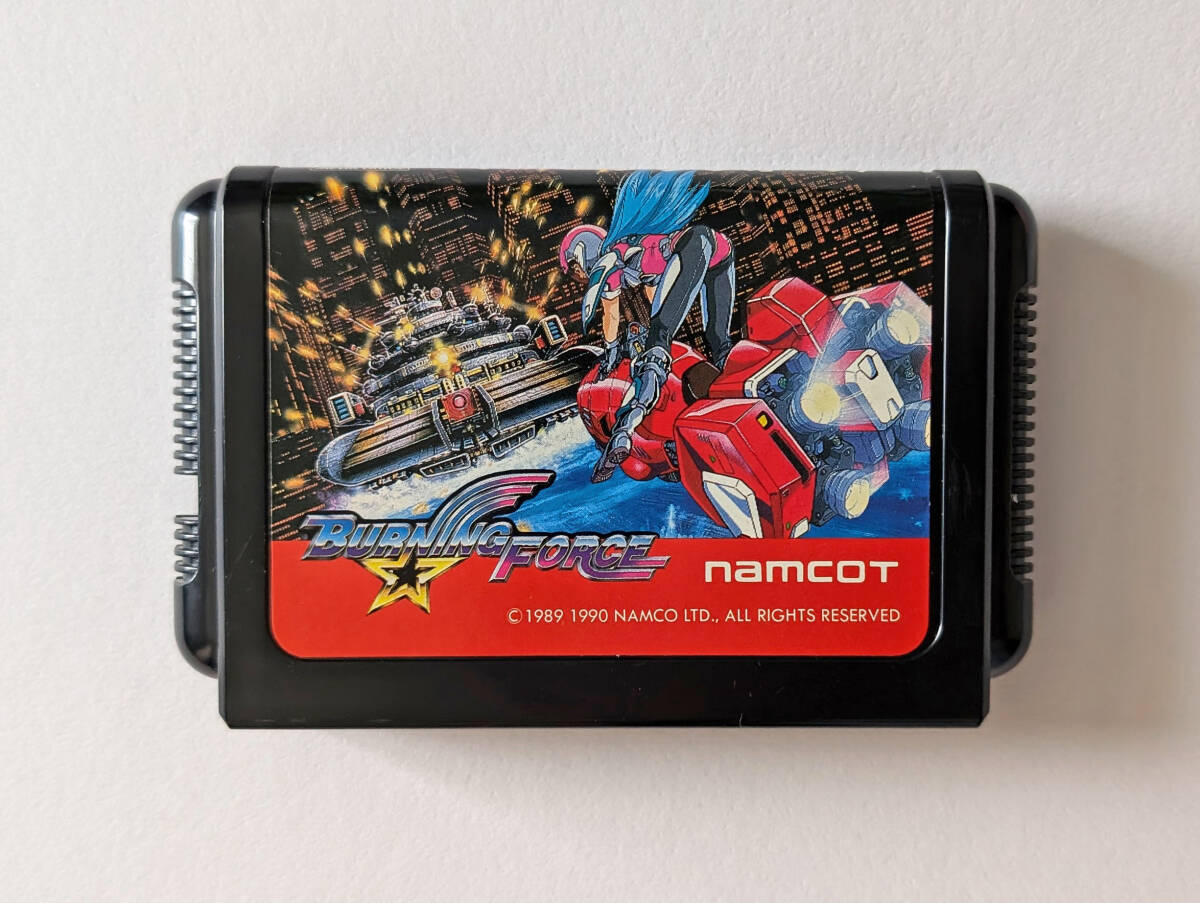 BURNING FORCE
namcot
©1989 1990 NAMCO LTD., ALL RIGHTS RESERVED